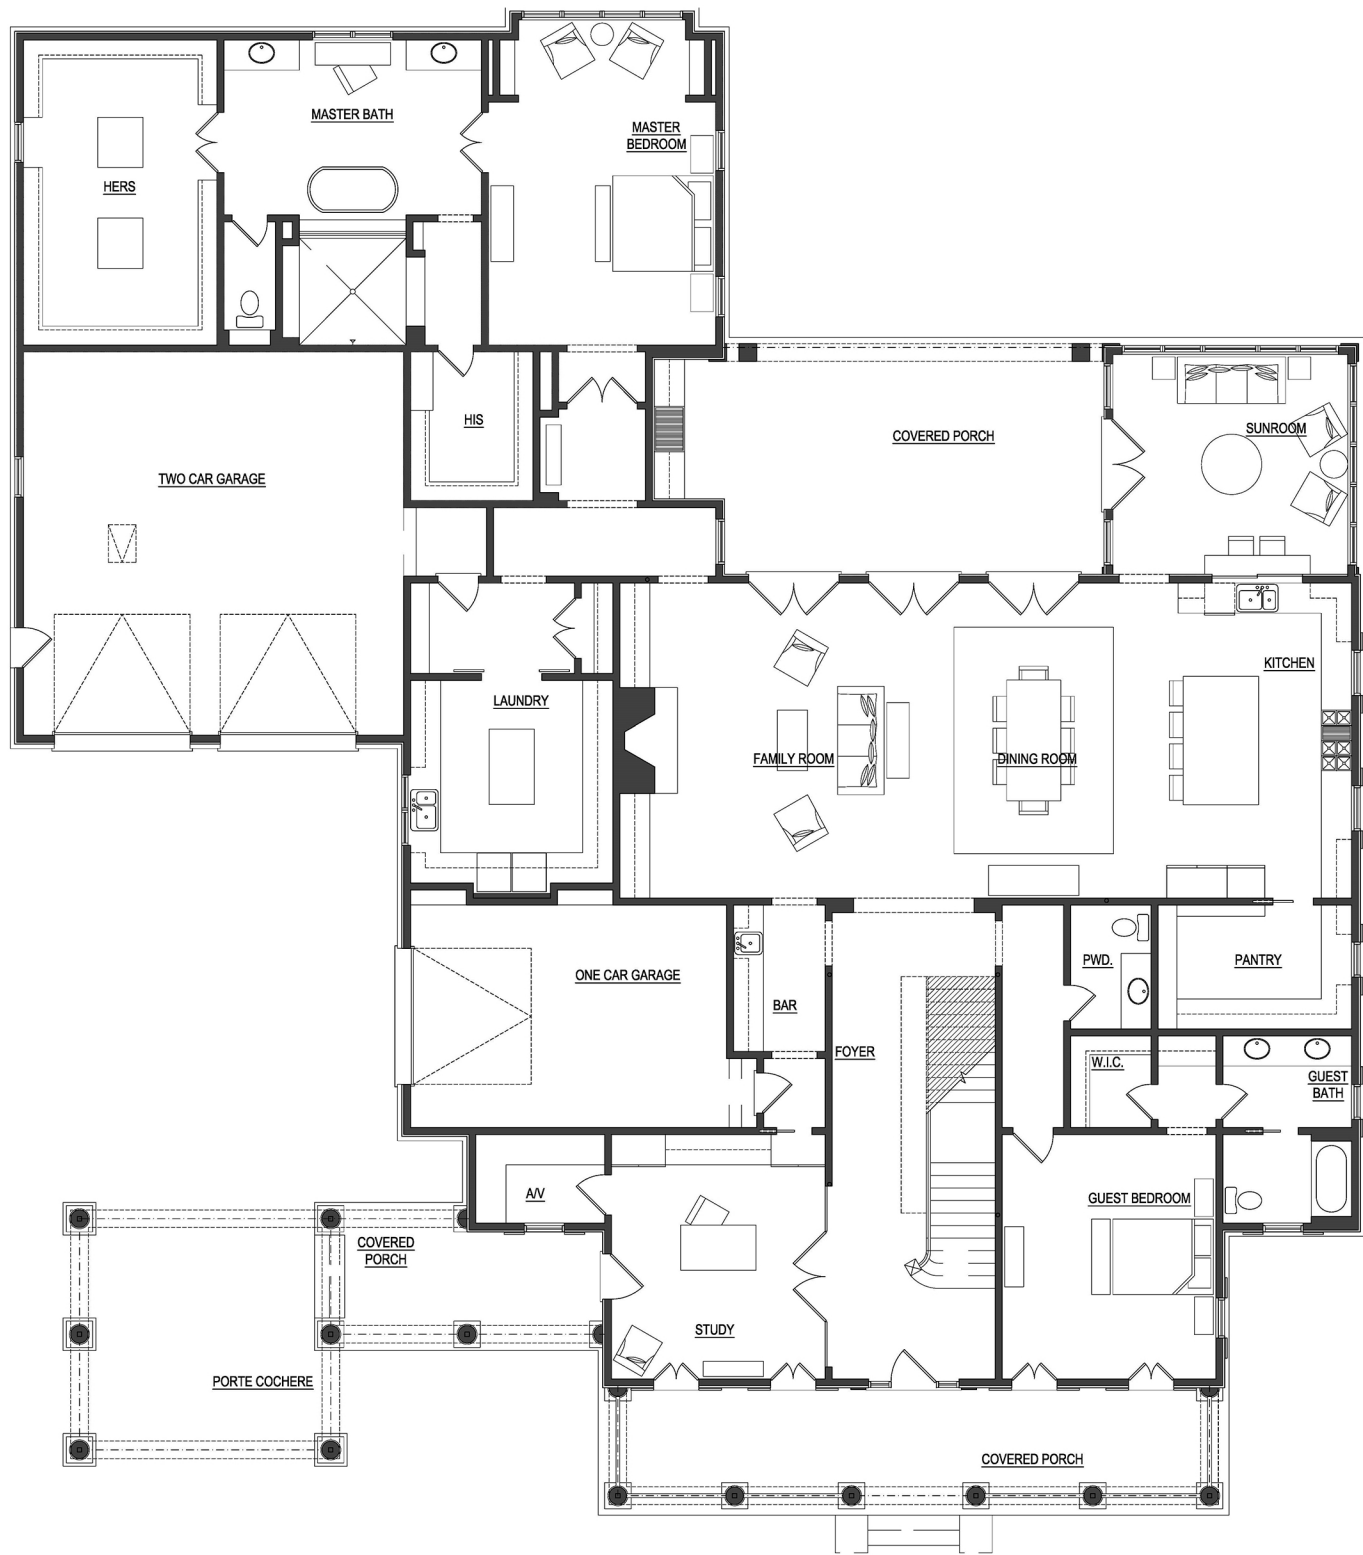 MASTER BATH
MASTER
BEDROOM
HERS
HIS
COVERED PORCH
SUNROOM
TWO CAR GARAGE
KITCHEN
LAUNDRY
FAMILY ROOM
DINING ROOM
ONE CAR GARAGE
PWD.
PANTRY
BAR
FOYER
W.I.C.
GUEST
BATH
A/V
GUEST BEDROOM
COVERED
PORCH
STUDY
PORTE COCHERE
COVERED PORCH